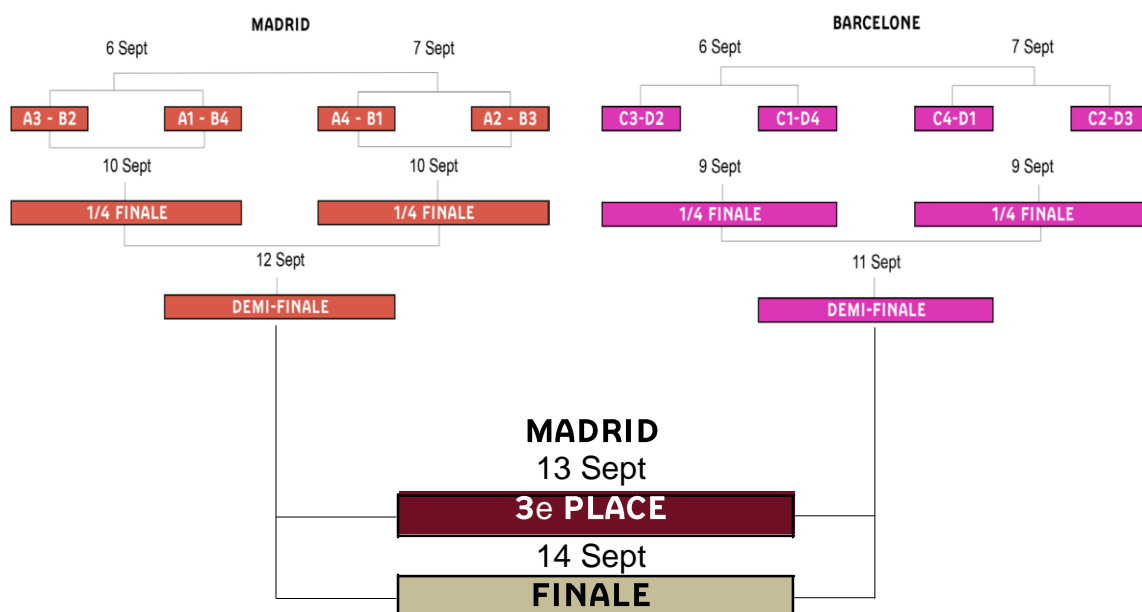 MADRID
6 Sept
7 Sept
A3 - B2
A1 - B4
A4 - B1
A2 - B3
10 Sept
10 Sept
1/4 FINALE
1/4 FINALE
12 Sept
DEMI-FINALE
BARCELONE
6 Sept
7 Sept
C3-D2
C1-D4
C4-D1
C2-D3
9 Sept
9 Sept
1/4 FINALE
1/4 FINALE
11 Sept
DEMI-FINALE
MADRID
13 Sept
3e PLACE
14 Sept
FINALE